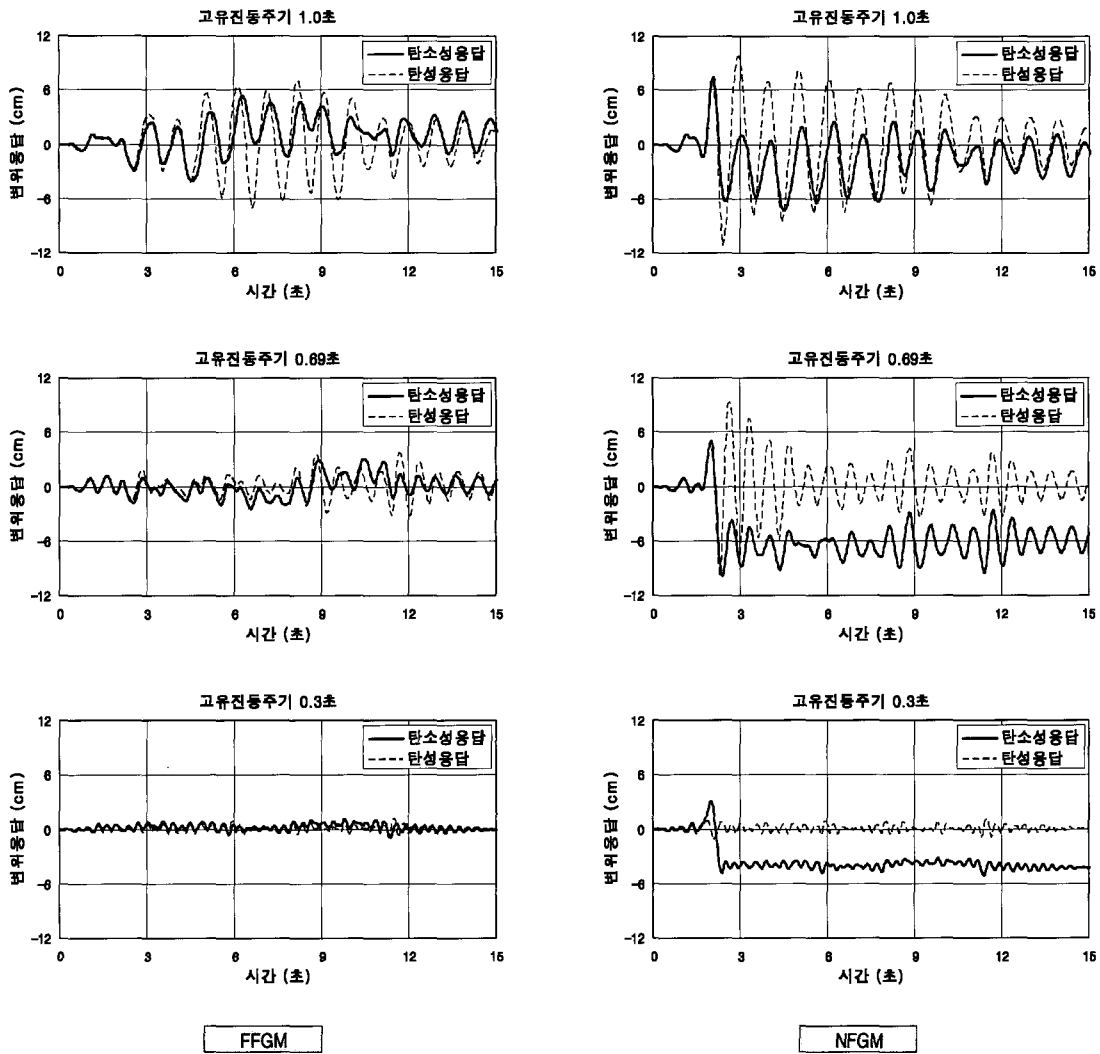 고유진동주기 1.0초
12
6
0
-6
-12
변위응답 (cm)
탄소성응답
탄성응답
0 3 6 9 12 15
시간 (초)
고유진동주기 1.0초
12
6
0
-6
-12
변위응답 (cm)
탄소성응답
탄성응답
0 3 6 9 12 15
시간 (초)
고유진동주기 0.69초
12
6
0
-6
-12
변위응답 (cm)
탄소성응답
탄성응답
0 3 6 9 12 15
시간 (초)
고유진동주기 0.69초
12
6
0
-6
-12
변위응답 (cm)
탄소성응답
탄성응답
0 3 6 9 12 15
시간 (초)
고유진동주기 0.3초
12
6
0
-6
-12
변위응답 (cm)
탄소성응답
탄성응답
0 3 6 9 12 15
시간 (초)
고유진동주기 0.3초
12
6
0
-6
-12
변위응답 (cm)
탄소성응답
탄성응답
0 3 6 9 12 15
시간 (초)
FFGM
NFGM